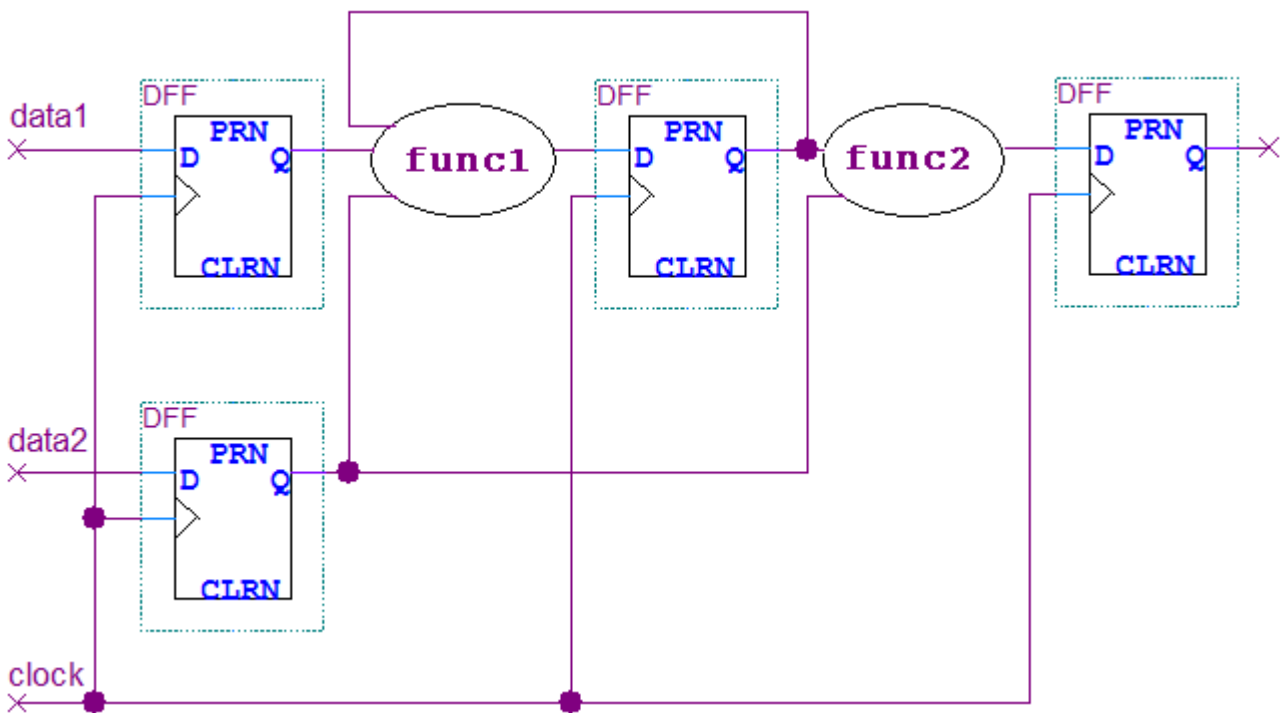 DFF
DFF
DFF
data1
PRN
PRN
PRN
D
Q
func1
D
Q
func2
D
Q
CLRN
CLRN
CLRN
DFF
data2
PRN
D
Q
CLRN
clock